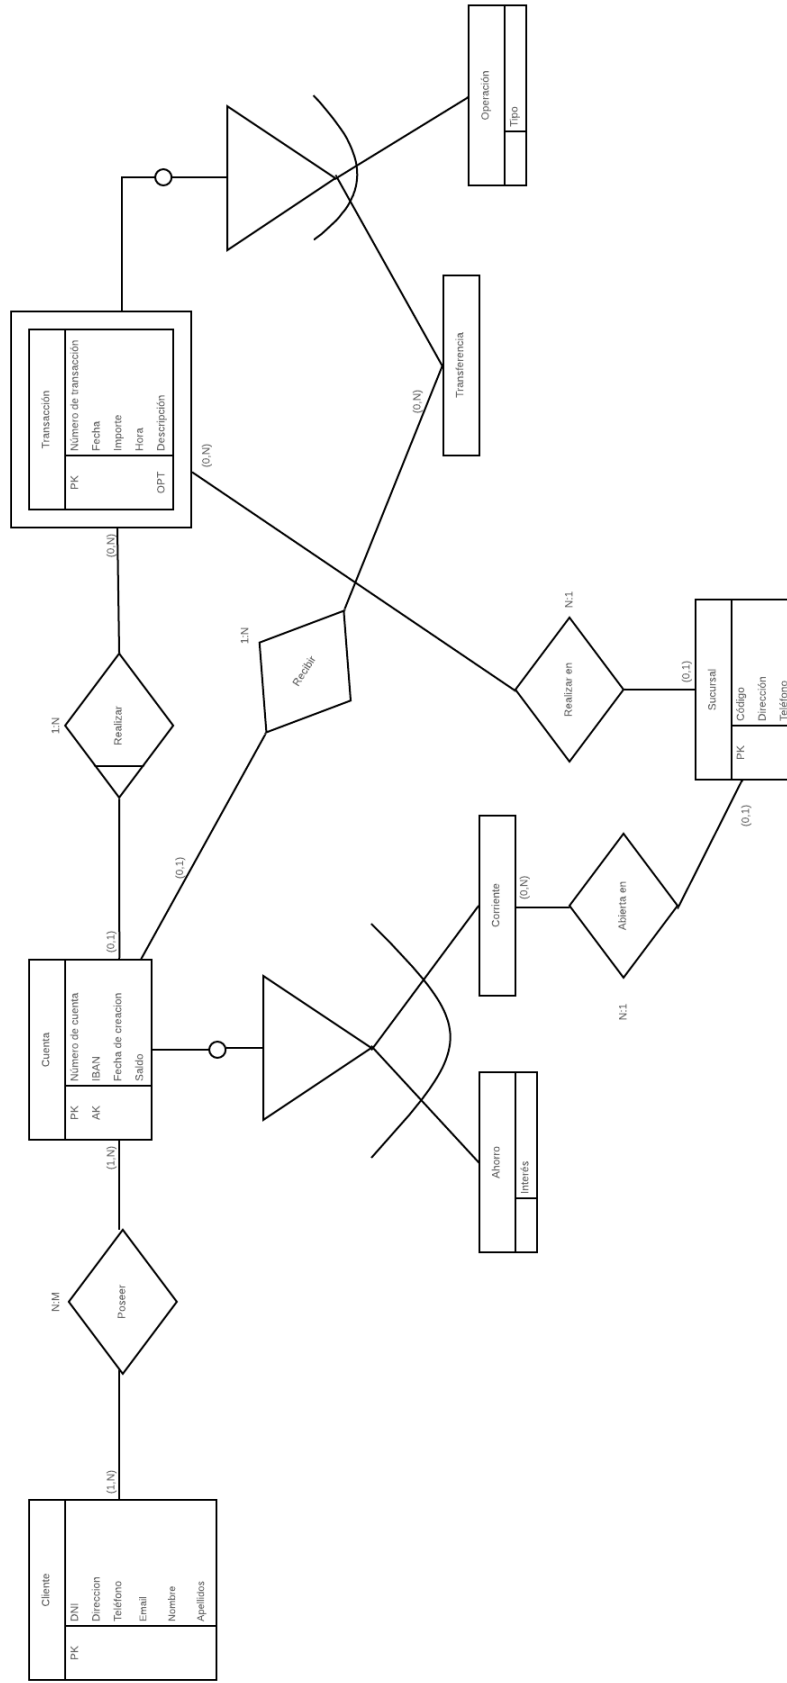 Cliente
PK DNI
Direccion
Teléfono
Email
Nombre
Apellidos
(1,N)
N:M
Poseer
(1,N)
Cuenta
PK Número de cuenta
AK IBAN
Fecha de creacion
Saldo
(0,1)
1:N
Realizar
(0,N)
Transacción
PK Número de transacción
Fecha
Importe
Hora
OPT Descripción
(0,1)
1:N
Recibir
(0,N)
Transferencia
Operación
Tipo
(0,N)
N:1
Realizar en
(0,1)
Sucursal
PK Código
Dirección
Teléfono
(0,1)
Abierta en
N:1
(0,N)
Corriente
Ahorro
Interés